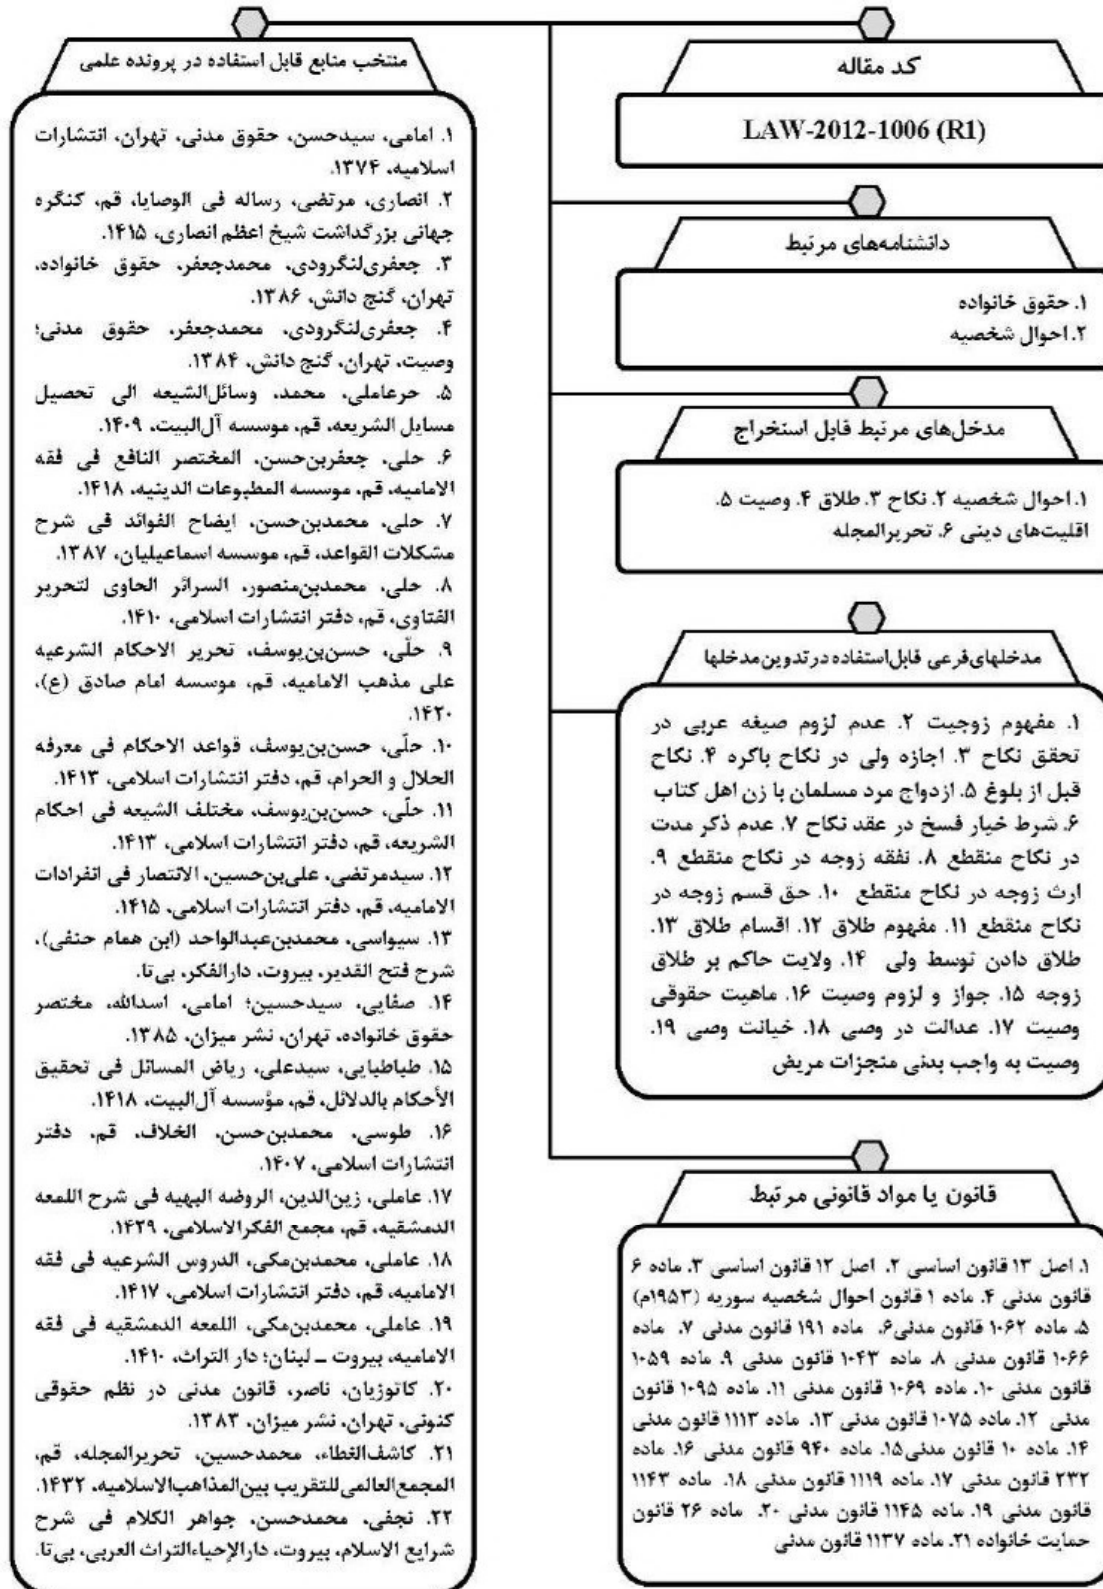 کد مقاله
LAW-2012-1006 (R1)
دانشنامه‌های مرتبط
۱. حقوق خانواده
۲. احوال شخصیه
مدخل‌های مرتبط قابل استخراج
۱. احوال شخصیه ۲. نکاح ۳. طلاق ۴. وصیت ۵.
اقلیت‌های دینی ۶. تحریرالمجله
مدخلهای‌فرعی قابل‌استفاده در تدوین مدخلها
۱. مفهوم زوجیت ۲. عدم لزوم صیغه عربی در
تحقق نکاح ۳. اجازه ولی در نکاح باکره ۴. نکاح
قبل از بلوغ ۵. ازدواج مرد مسلمان با زن اهل کتاب
۶. شرط خیار فسخ در عقد نکاح ۷. عدم ذکر مدت
در نکاح منقطع ۸. نفقه زوجه در نکاح منقطع ۹.
ارث زوجه در نکاح منقطع ۱۰. حق قسم زوجه در
نکاح منقطع ۱۱. مفهوم طلاق ۱۲. اقسام طلاق ۱۳.
طلاق دادن توسط ولی ۱۴. ولایت حاکم بر طلاق
زوجه ۱۵. جواز و لزوم وصیت ۱۶. ماهیت حقوقی
وصیت ۱۷. عدالت در وصی ۱۸. خیانت وصی ۱۹.
وصیت به واجب بدنی منجزات مریض
قانون یا مواد قانونی مرتبط
۱. اصل ۱۳ قانون اساسی ۲. اصل ۱۲ قانون اساسی ۳. ماده ۶
قانون مدنی ۴. ماده ۱ قانون احوال شخصیه سوریه (۱۹۵۳م)
۵. ماده ۱۰۶۲ قانون مدنی۶. ماده ۱۹۱ قانون مدنی ۷. ماده
۱۰۶۶ قانون مدنی ۸. ماده ۱۰۴۳ قانون مدنی ۹. ماده ۱۰۵۹
قانون مدنی ۱۰. ماده ۱۰۶۹ قانون مدنی ۱۱. ماده ۱۰۹۵ قانون
مدنی ۱۲. ماده ۱۰۷۵ قانون مدنی ۱۳. ماده ۱۱۱۳ قانون مدنی
۱۴. ماده ۱۰ قانون مدنی۱۵. ماده ۹۴۰ قانون مدنی ۱۶. ماده
۲۳۲ قانون مدنی ۱۷. ماده ۱۱۱۹ قانون مدنی ۱۸. ماده ۱۱۴۳
قانون مدنی ۱۹. ماده ۱۱۴۵ قانون مدنی ۲۰. ماده ۲۶ قانون
حمایت خانواده ۲۱. ماده ۱۱۳۷ قانون مدنی
منتخب منابع قابل استفاده در پرونده علمی
۱. امامی، سیدحسن، حقوق مدنی، تهران، انتشارات
اسلامیه، ۱۳۷۴.
۲. انصاری، مرتضی، رساله فی الوصایا، قم، کنگره
جهانی بزرگداشت شیخ اعظم انصاری، ۱۴۱۵.
۳. جعفری‌لنگرودی، محمدجعفر، حقوق خانواده،
تهران، گنج دانش، ۱۳۸۶.
۴. جعفری‌لنگرودی، محمدجعفر، حقوق مدنی؛
وصیت، تهران، گنج دانش، ۱۳۸۴.
۵. حرعاملی، محمد، وسائل‌الشیعه الی تحصیل
مسایل الشریعه، قم، موسسه آل‌البیت، ۱۴۰۹.
۶. حلی، جعفربن‌حسن، المختصر النافع فی فقه
الامامیه، قم، موسسه المطبوعات الدینیه، ۱۴۱۸.
۷. حلی، محمدبن‌حسن، ایضاح الفوائد فی شرح
مشکلات القواعد، قم، موسسه اسماعیلیان، ۱۳۸۷.
۸. حلی، محمدبن‌منصور، السرائر الحاوی لتحریر
الفتاوی، قم، دفتر انتشارات اسلامی، ۱۴۱۰.
۹. حلّی، حسن‌بن‌یوسف، تحریر الاحکام الشرعیه
علی مذهب الامامیه، قم، موسسه امام صادق (ع)،
۱۴۲۰.
۱۰. حلّی، حسن‌بن‌یوسف، قواعد الاحکام فی معرفه
الحلال و الحرام، قم، دفتر انتشارات اسلامی، ۱۴۱۳.
۱۱. حلّی، حسن‌بن‌یوسف، مختلف الشیعه فی احکام
الشریعه، قم، دفتر انتشارات اسلامی، ۱۴۱۳.
۱۲. سیدمرتضی، علی‌بن‌حسین، الانتصار فی انفرادات
الامامیه، قم، دفتر انتشارات اسلامی، ۱۴۱۵.
۱۳. سیواسی، محمدبن‌عبدالواحد (ابن همام حنفی)،
شرح فتح القدیر، بیروت، دارالفکر، بی‌تا.
۱۴. صفایی، سیدحسین؛ امامی، اسدالله، مختصر
حقوق خانواده، تهران، نشر میزان، ۱۳۸۵.
۱۵. طباطبایی، سیدعلی، ریاض المسائل فی تحقیق
الأحکام بالدلائل، قم، مؤسسه آل‌البیت، ۱۴۱۸.
۱۶. طوسی، محمدبن‌حسن، الخلاف، قم، دفتر
انتشارات اسلامی، ۱۴۰۷.
۱۷. عاملی، زین‌الدین، الروضه البهیه فی شرح اللمعه
الدمشقیه، قم، مجمع الفکرالاسلامی، ۱۴۲۹.
۱۸. عاملی، محمدبن‌مکی، الدروس الشرعیه فی فقه
الامامیه، قم، دفتر انتشارات اسلامی، ۱۴۱۷.
۱۹. عاملی، محمدبن‌مکی، اللمعه الدمشقیه فی فقه
الامامیه، بیروت ـ لبنان؛ دار التراث، ۱۴۱۰.
۲۰. کاتوزیان، ناصر، قانون مدنی در نظم حقوقی
کنونی، تهران، نشر میزان، ۱۳۸۳.
۲۱. کاشف‌الغطاء، محمدحسین، تحریرالمجله، قم،
المجمع‌العالمی‌للتقریب بین‌المذاهب‌الاسلامیه، ۱۴۳۲.
۲۲. نجفی، محمدحسن، جواهر الکلام فی شرح
شرایع الاسلام، بیروت، دارالإحیاءالتراث العربی، بی‌تا.